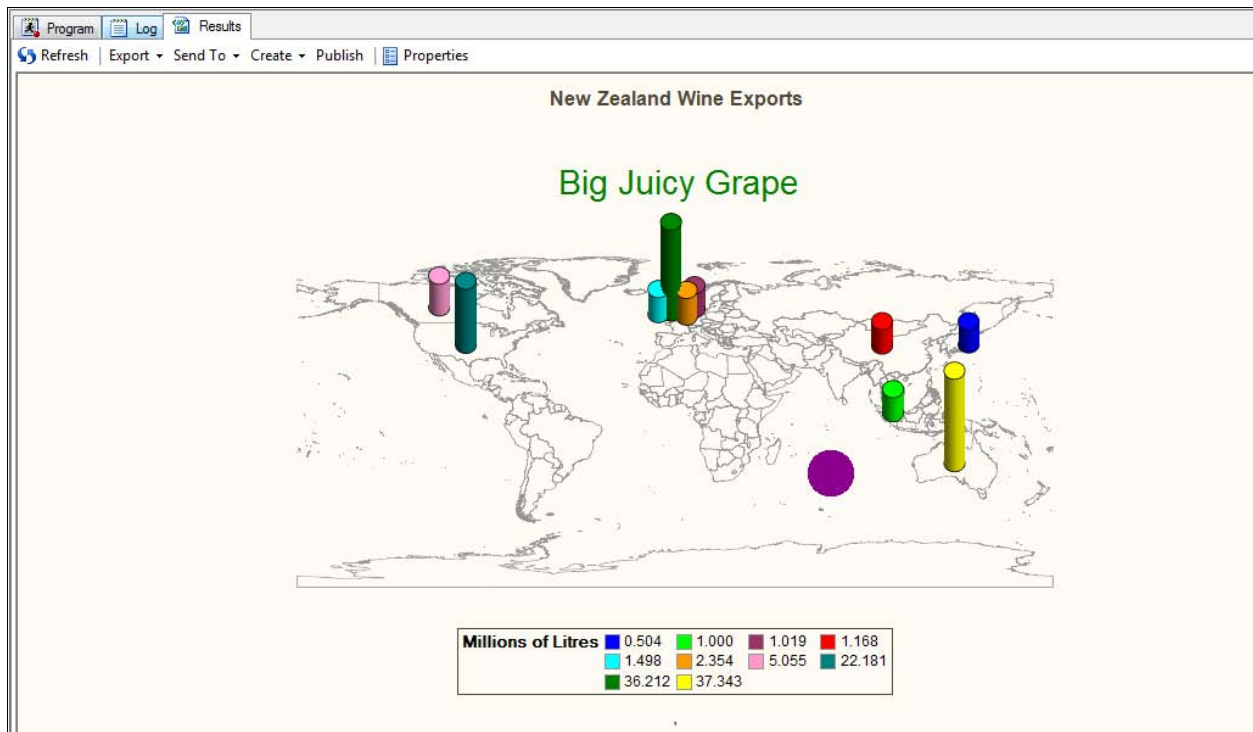 Program Log Results
Refresh Export Send To Create Publish Properties
New Zealand Wine Exports
Big Juicy Grape
Millions of Litres 0.504 1.000 1.019 1.168
1.498 2.354 5.055 22.181
36.212 37.343